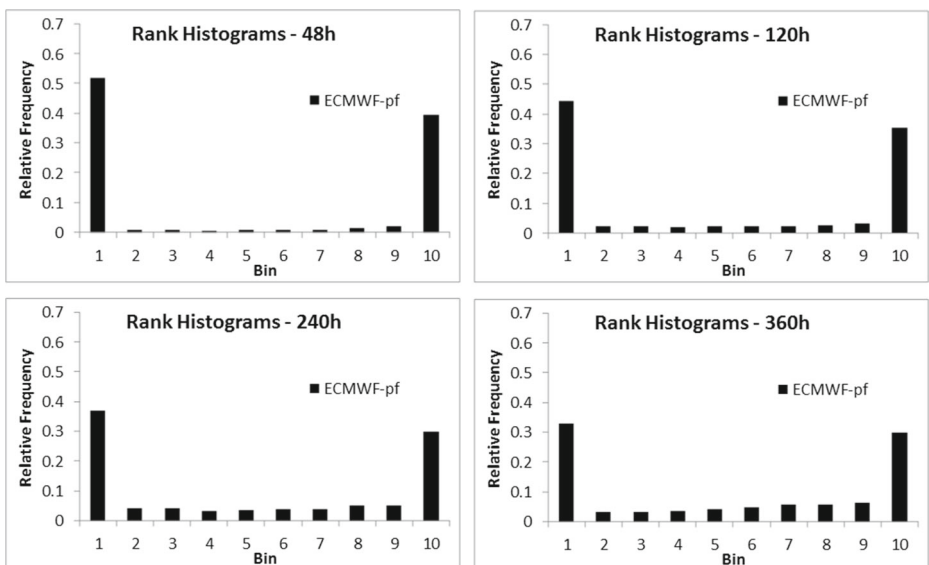 Rank Histograms - 48h
Relative Frequency
0.7
0.6
0.5
0.4
0.3
0.2
0.1
0
ECMWF-pf
1 2 3 4 5 6 7 8 9 10
Bin
Rank Histograms - 120h
Relative Frequency
0.7
0.6
0.5
0.4
0.3
0.2
0.1
0
ECMWF-pf
1 2 3 4 5 6 7 8 9 10
Bin
Rank Histograms - 240h
Relative Frequency
0.7
0.6
0.5
0.4
0.3
0.2
0.1
0
ECMWF-pf
1 2 3 4 5 6 7 8 9 10
Bin
Rank Histograms - 360h
Relative Frequency
0.7
0.6
0.5
0.4
0.3
0.2
0.1
0
ECMWF-pf
1 2 3 4 5 6 7 8 9 10
Bin